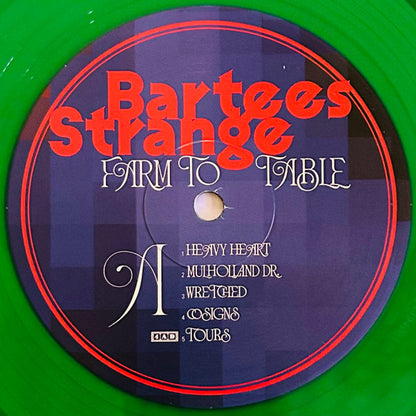 Bartees
Strange
FARM TO TABLE
A
1 HEAVY HEART
2 MULHOLLAND DR.
3 WRETCHED
4 COSIGNS
4AD 5 TOURS